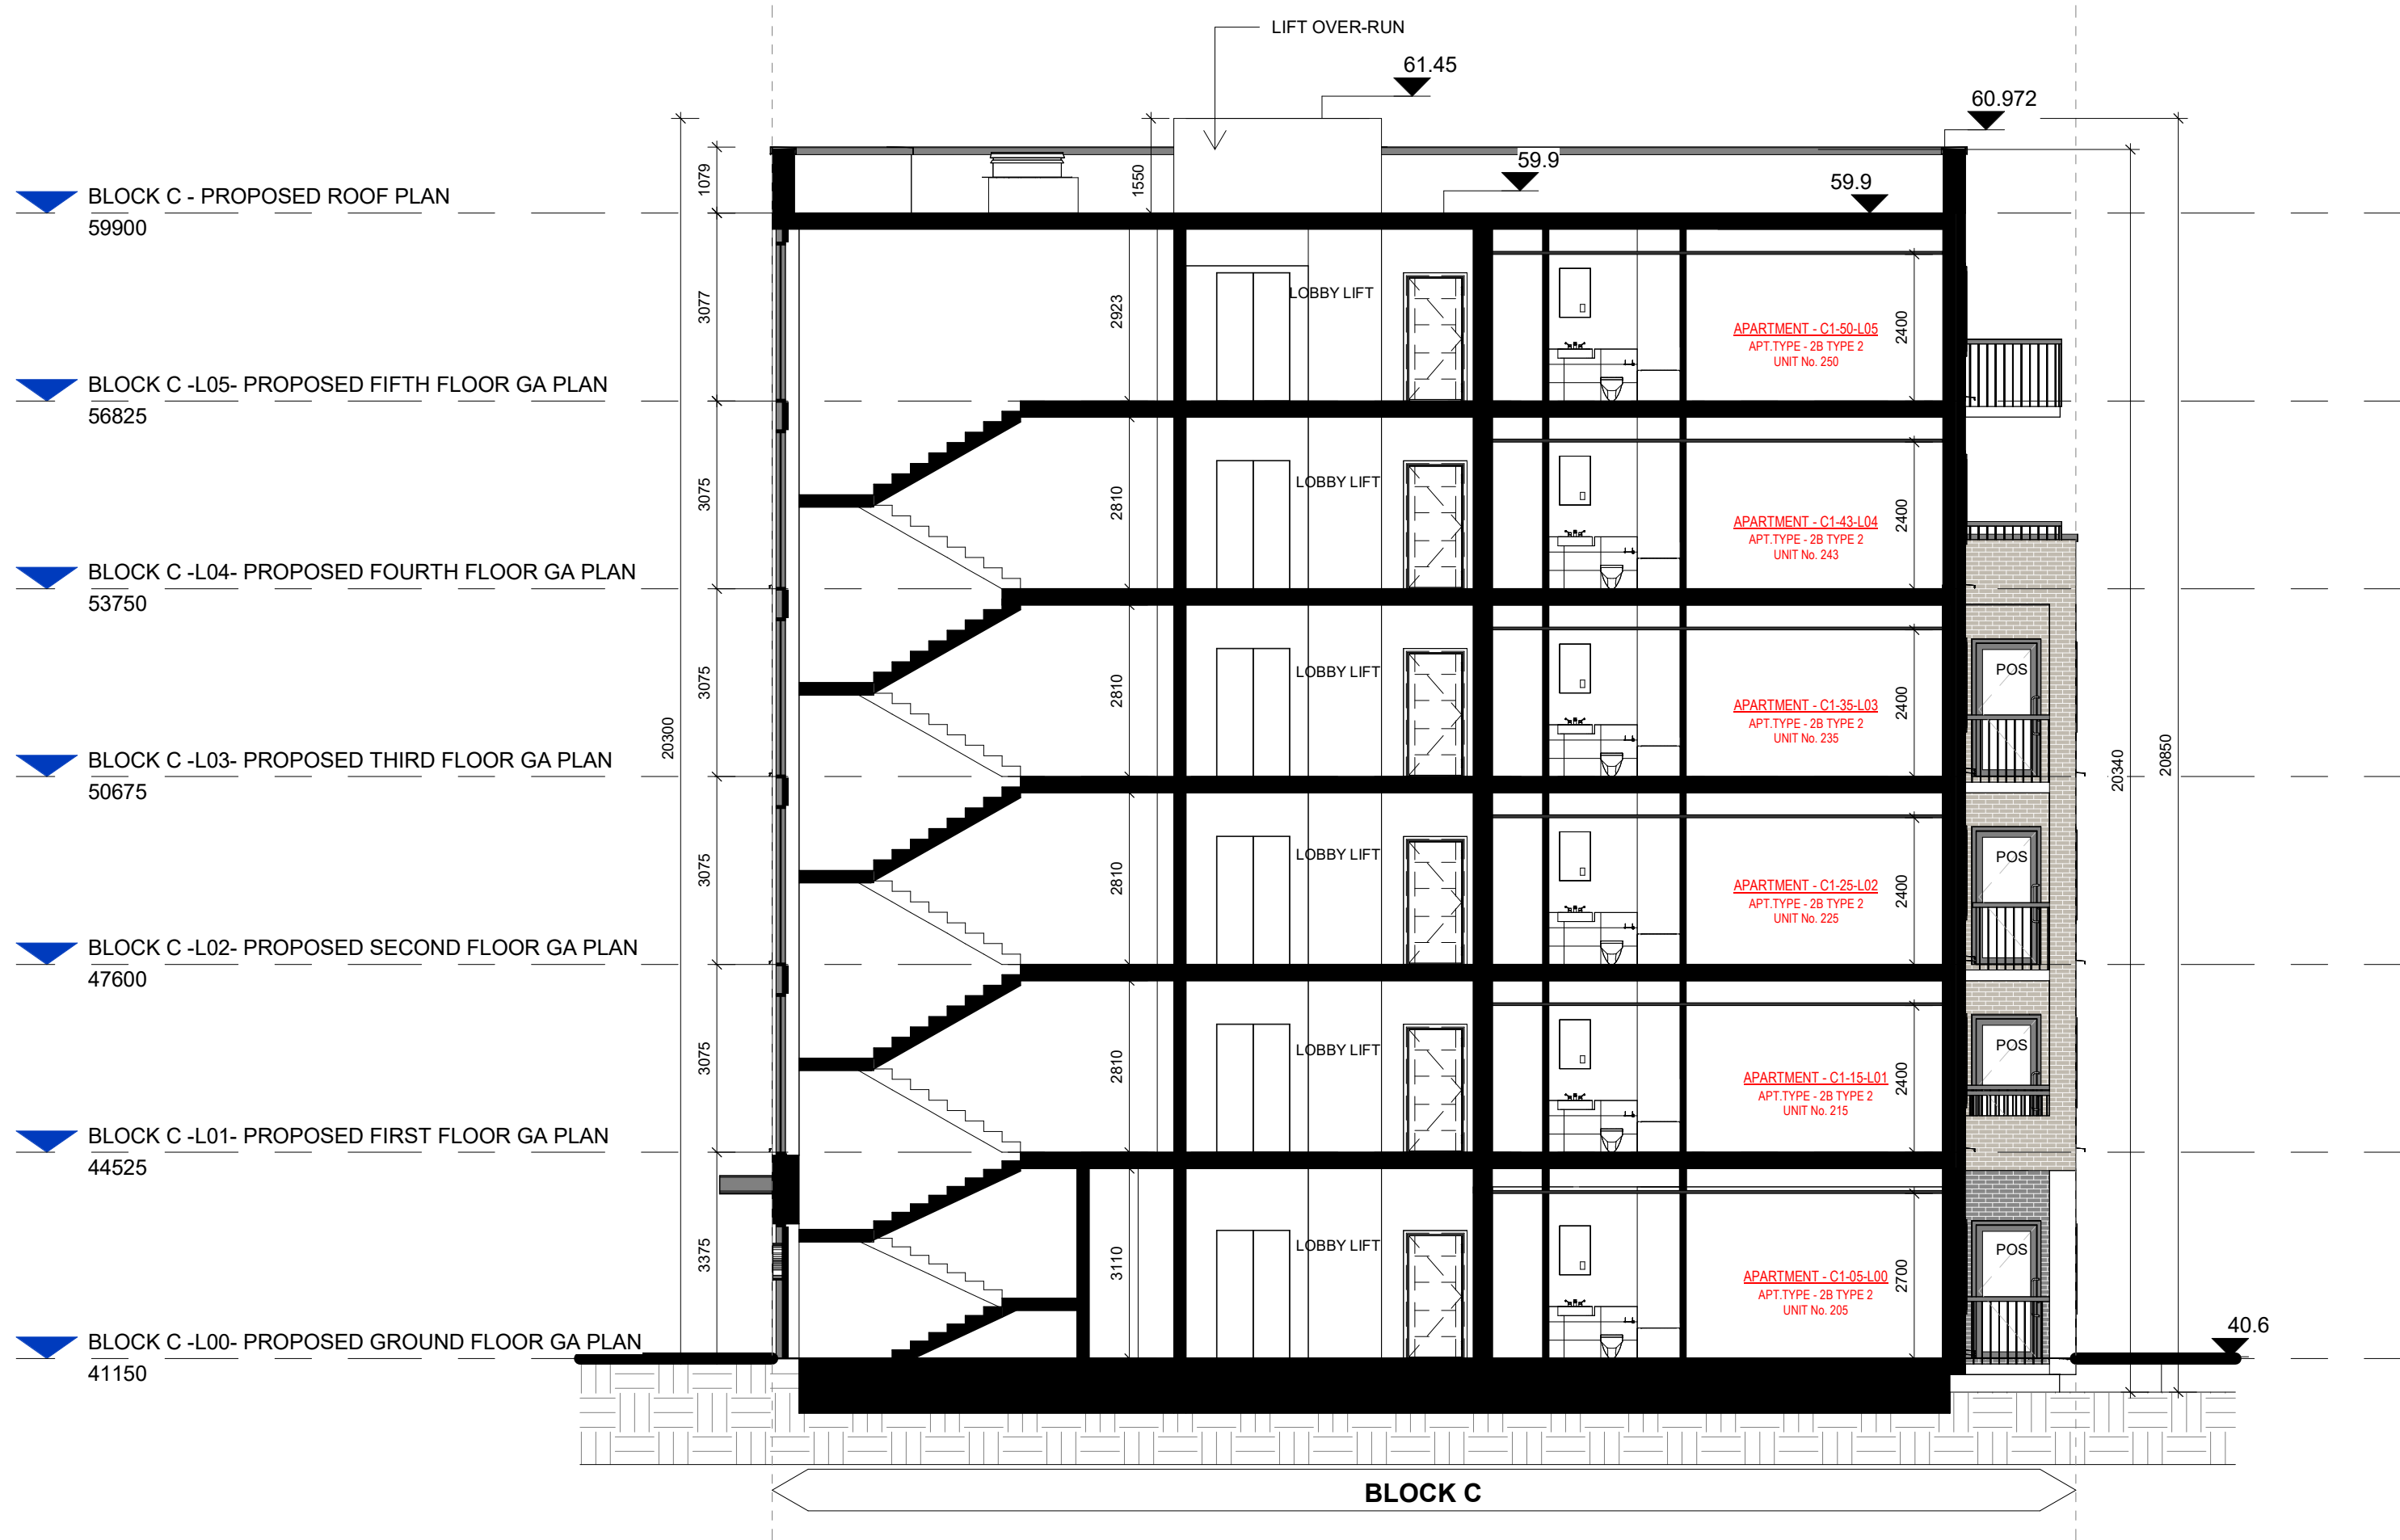 LIFT OVER-RUN
61.45
60.972
59.9
59.9
1079
1550
BLOCK C - PROPOSED ROOF PLAN
59900
3077
2923
LOBBY LIFT
APARTMENT - C1-50-L05
APT.TYPE - 2B TYPE 2
UNIT No. 250
2400
BLOCK C -L05- PROPOSED FIFTH FLOOR GA PLAN
56825
3075
2810
LOBBY LIFT
APARTMENT - C1-43-L04
APT.TYPE - 2B TYPE 2
UNIT No. 243
2400
BLOCK C -L04- PROPOSED FOURTH FLOOR GA PLAN
53750
3075
2810
LOBBY LIFT
APARTMENT - C1-35-L03
APT.TYPE - 2B TYPE 2
UNIT No. 235
2400
POS
20300
20340
20850
BLOCK C -L03- PROPOSED THIRD FLOOR GA PLAN
50675
3075
2810
LOBBY LIFT
APARTMENT - C1-25-L02
APT.TYPE - 2B TYPE 2
UNIT No. 225
2400
POS
BLOCK C -L02- PROPOSED SECOND FLOOR GA PLAN
47600
3075
2810
LOBBY LIFT
APARTMENT - C1-15-L01
APT.TYPE - 2B TYPE 2
UNIT No. 215
2400
POS
BLOCK C -L01- PROPOSED FIRST FLOOR GA PLAN
44525
3375
3110
LOBBY LIFT
APARTMENT - C1-05-L00
APT.TYPE - 2B TYPE 2
UNIT No. 205
2700
POS
BLOCK C -L00- PROPOSED GROUND FLOOR GA PLAN
41150
40.6
BLOCK C